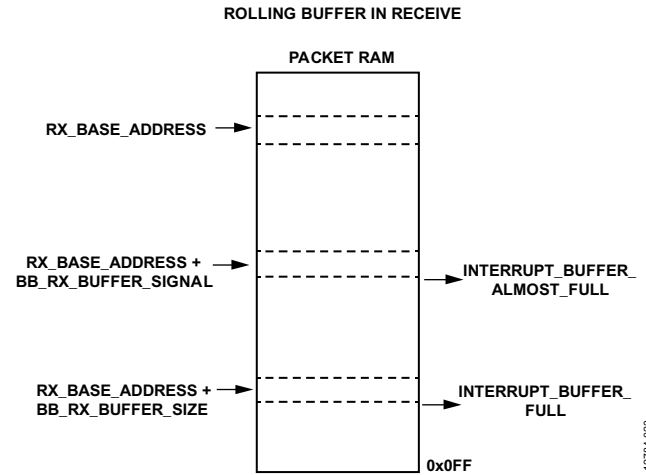 ROLLING BUFFER IN RECEIVE
PACKET RAM
RX_BASE_ADDRESS
RX_BASE_ADDRESS +
BB_RX_BUFFER_SIGNAL
INTERRUPT_BUFFER_
ALMOST_FULL
RX_BASE_ADDRESS +
BB_RX_BUFFER_SIZE
INTERRUPT_BUFFER_
FULL
0x0FF